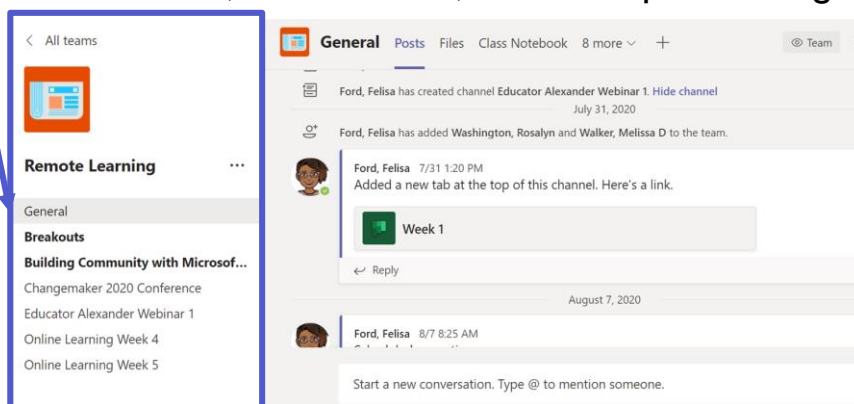 < All teams
Remote Learning ...
General
Breakouts
Building Community with Microsof...
Changemaker 2020 Conference
Educator Alexander Webinar 1
Online Learning Week 4
Online Learning Week 5
General Posts Files Class Notebook 8 more + Team
Ford, Felisa has created channel Educator Alexander Webinar 1. Hide channel
July 31, 2020
Ford, Felisa has added Washington, Rosalyn and Walker, Melissa D to the team.
Ford, Felisa 7/31 1:20 PM
Added a new tab at the top of this channel. Here's a link.
Week 1
Reply
August 7, 2020
Ford, Felisa 8/7 8:25 AM
Start a new conversation. Type @ to mention someone.